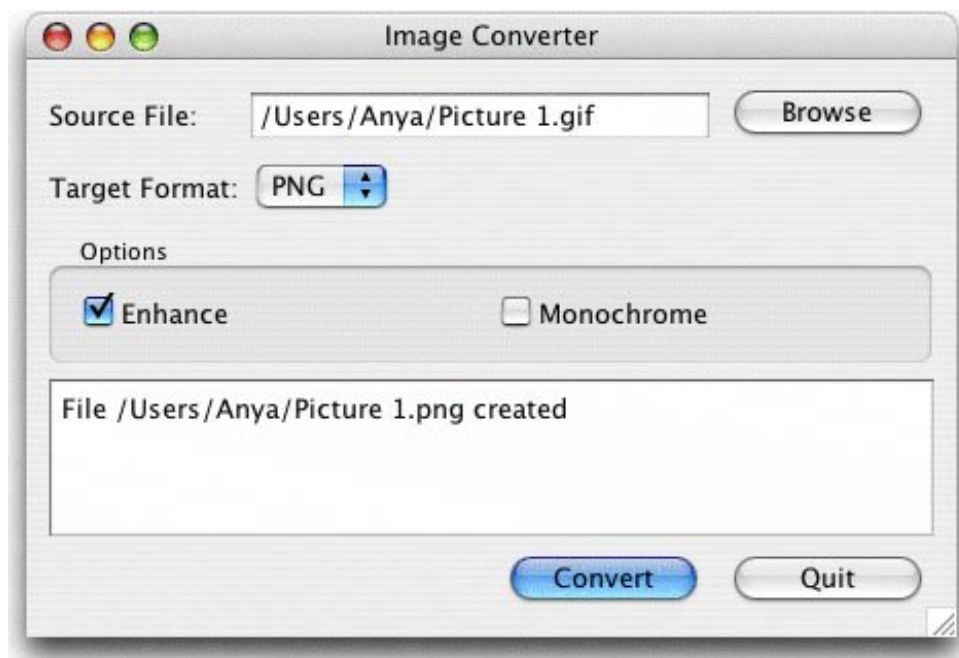 Image Converter
Source File: /Users/Anya/Picture 1.gif Browse
Target Format: PNG
Options
Enhance Monochrome
File /Users/Anya/Picture 1.png created
Convert Quit